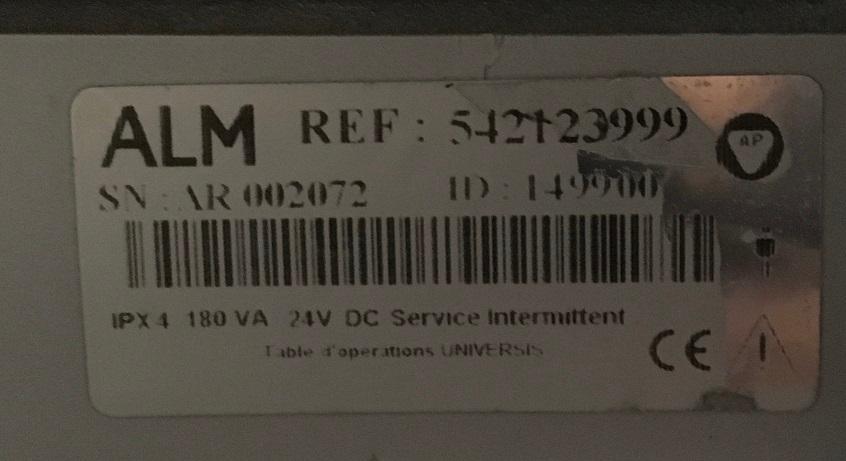 ALM REF : 542123999 AP
SN : AR 002072 ID : 149900
IPX4 180 VA 24V DC Service Intermittent
Table d'operations UNIVERSIS
CE